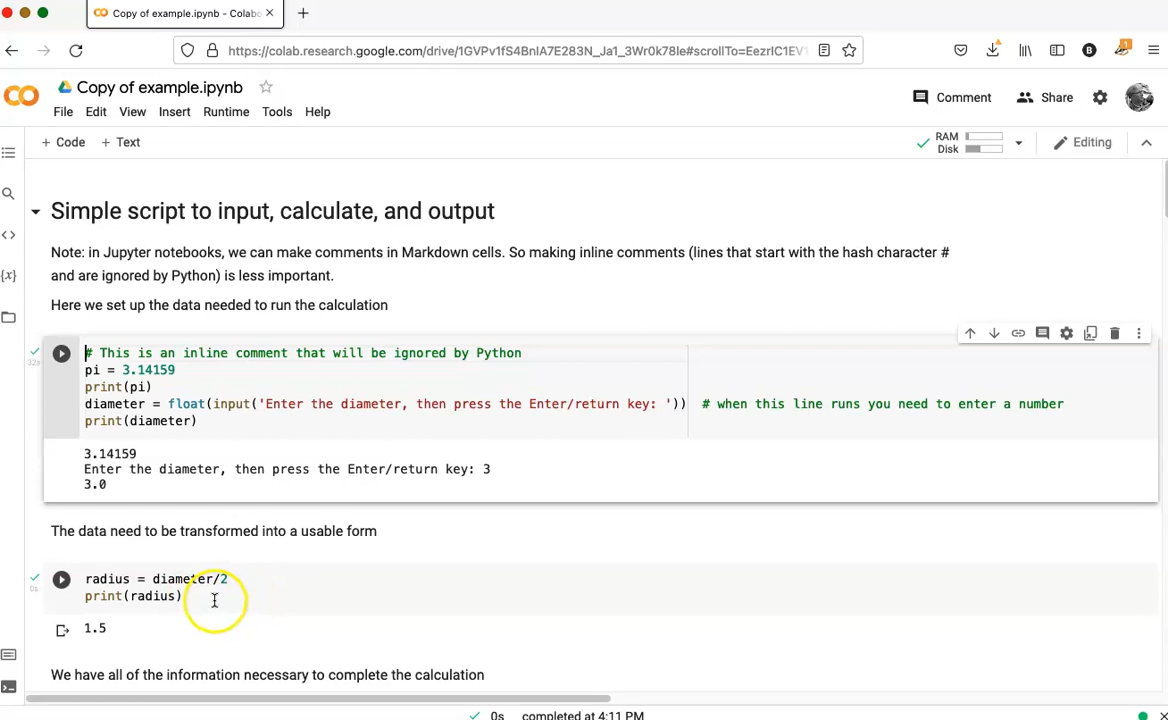 Copy of example.ipynb - Colabo
https://colab.research.google.com/drive/1GVPv1fS4BnIA7E283N_Ja1_3Wr0k78le#scrollTo=EezrIC1EV1
Copy of example.ipynb
File Edit View Insert Runtime Tools Help
Comment Share
+ Code + Text
RAM
Disk
Editing
Simple script to input, calculate, and output
Note: in Jupyter notebooks, we can make comments in Markdown cells. So making inline comments (lines that start with the hash character #
and are ignored by Python) is less important.
Here we set up the data needed to run the calculation
32s
# This is an inline comment that will be ignored by Python
pi = 3.14159
print(pi)
diameter = float(input('Enter the diameter, then press the Enter/return key: ')) # when this line runs you need to enter a number
print(diameter)
3.14159
Enter the diameter, then press the Enter/return key: 3
3.0
The data need to be transformed into a usable form
0s
radius = diameter/2
print(radius)
1.5
We have all of the information necessary to complete the calculation
0s completed at 4:11 PM